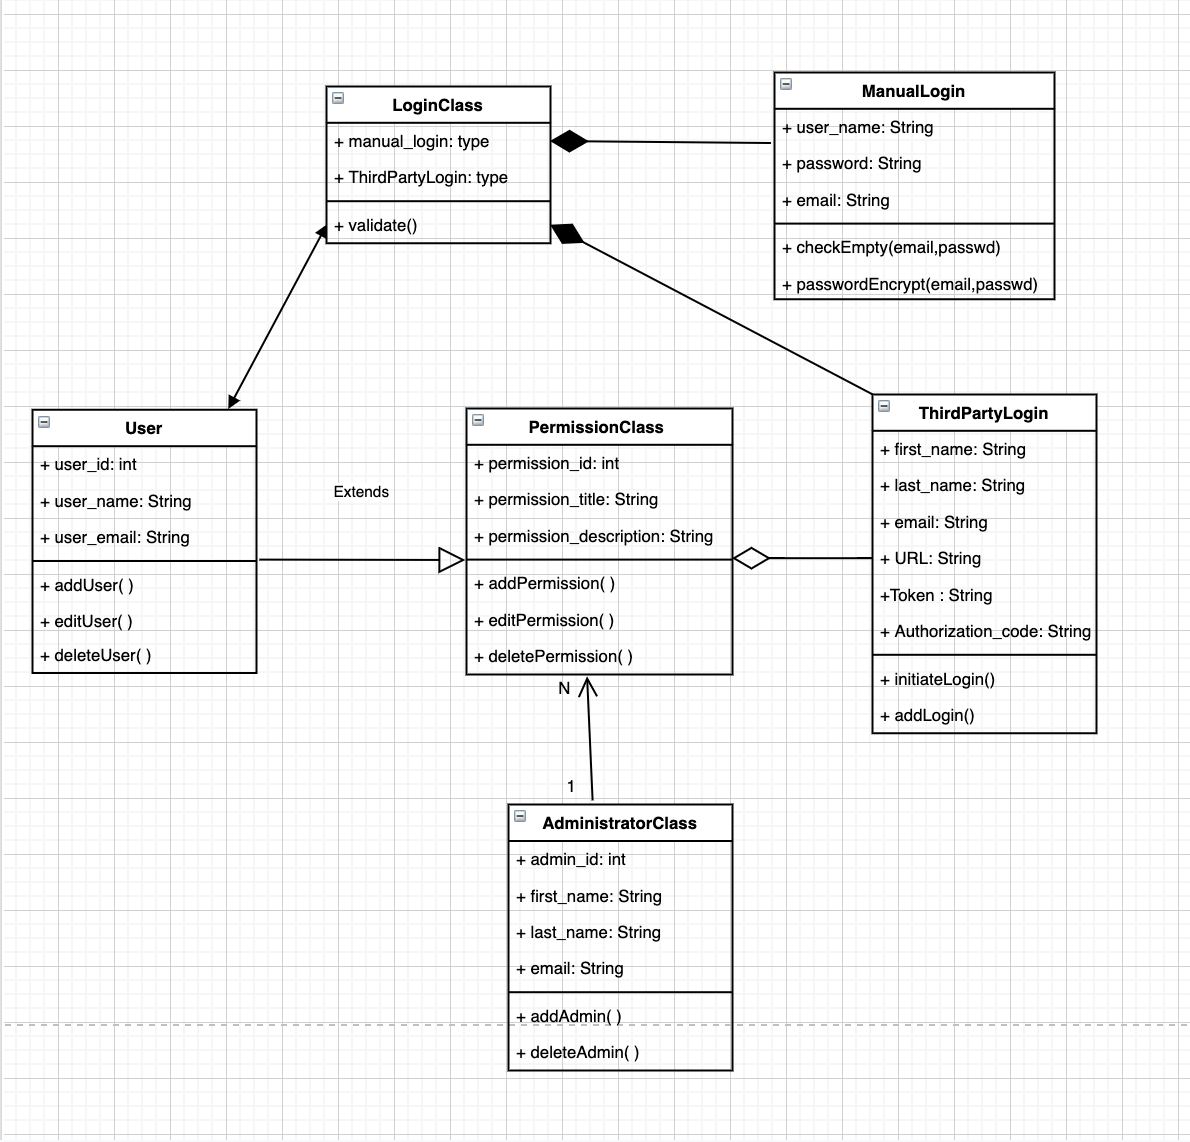 LoginClass
+ manual_login: type
+ ThirdPartyLogin: type
+ validate()
ManualLogin
+ user_name: String
+ password: String
+ email: String
+ checkEmpty(email,passwd)
+ passwordEncrypt(email,passwd)
User
+ user_id: int
+ user_name: String
+ user_email: String
+ addUser( )
+ editUser( )
+ deleteUser( )
Extends
PermissionClass
+ permission_id: int
+ permission_title: String
+ permission_description: String
+ addPermission( )
+ editPermission( )
+ deletePermission( )
ThirdPartyLogin
+ first_name: String
+ last_name: String
+ email: String
+ URL: String
+Token : String
+ Authorization_code: String
+ initiateLogin()
+ addLogin()
N
1
AdministratorClass
+ admin_id: int
+ first_name: String
+ last_name: String
+ email: String
+ addAdmin( )
+ deleteAdmin( )